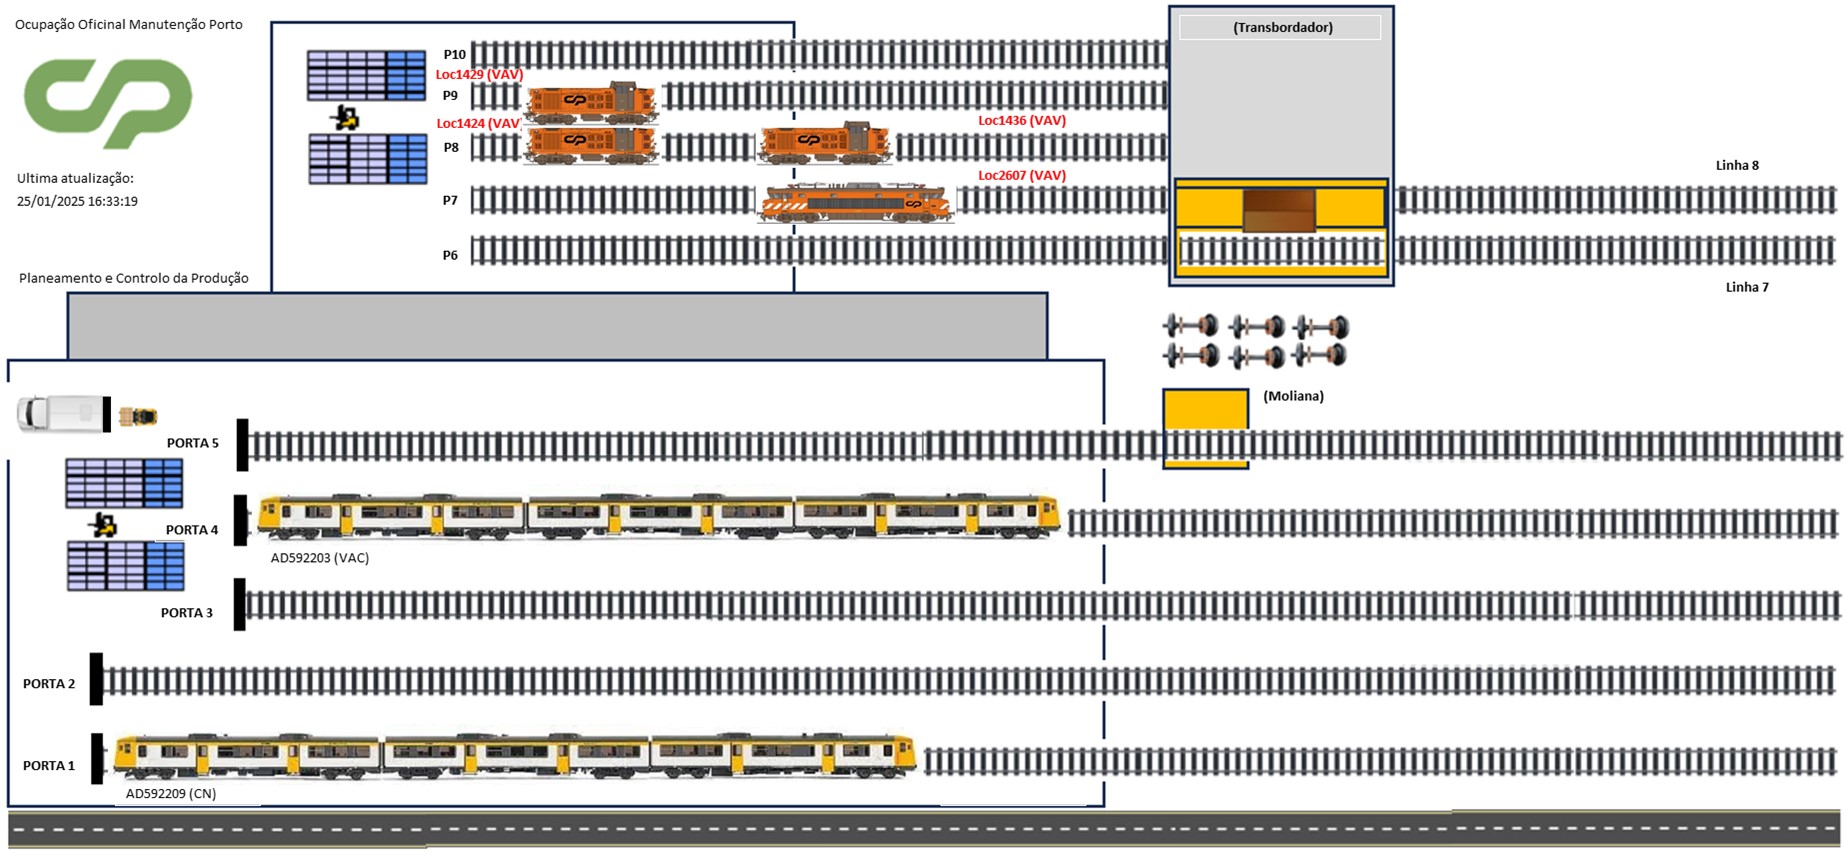 Ocupação Oficinal Manutenção Porto
CP
Ultima atualização:
25/01/2025 16:33:19
Planeamento e Controlo da Produção
(Transbordador)
P10
Loc1429 (VAV)
P9
Loc1424 (VAV)
Loc1436 (VAV)
P8
Loc2607 (VAV)
P7
P6
Linha 8
Linha 7
(Moliana)
PORTA 5
PORTA 4
AD592203 (VAC)
PORTA 3
PORTA 2
PORTA 1
AD592209 (CN)